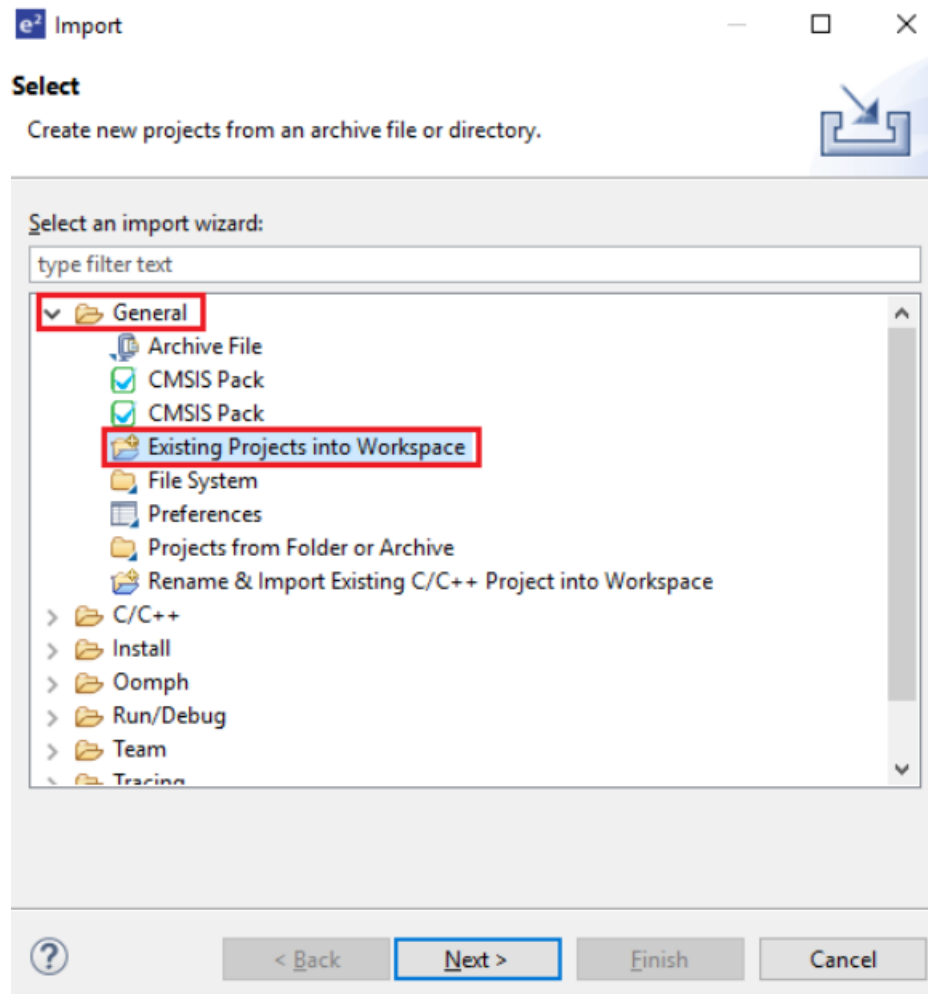 e² Import
Select
Create new projects from an archive file or directory.
Select an import wizard:
type filter text
General
Archive File
CMSIS Pack
CMSIS Pack
Existing Projects into Workspace
File System
Preferences
Projects from Folder or Archive
Rename & Import Existing C/C++ Project into Workspace
C/C++
Install
Oomph
Run/Debug
Team
Tracing
? < Back Next > Finish Cancel